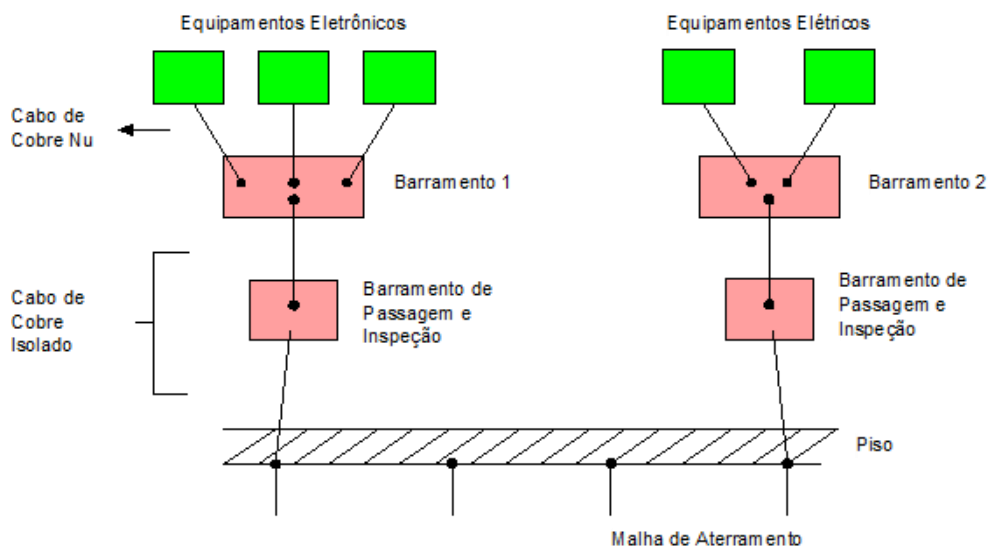 Equipamentos Eletrônicos
Equipamentos Elétricos
Cabo de
Cobre Nu
Barramento 1
Barramento 2
Cabo de
Cobre
Isolado
Barramento de
Passagem e
Inspeção
Barramento de
Passagem e
Inspeção
Piso
Malha de Aterramento